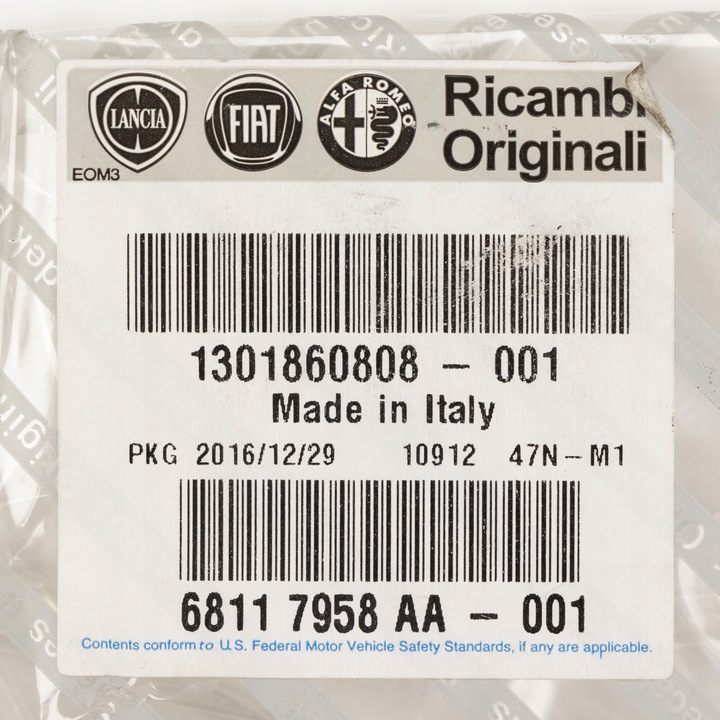 LANCIA FIAT ALFA ROMEO Ricambi
Originali
EOM3
1301860808 - 001
Made in Italy
PKG 2016/12/29 10912 47N-M1
6811 7958 AA - 001
Contents conform to U.S. Federal Motor Vehicle Safety Standards, if any are applicable.